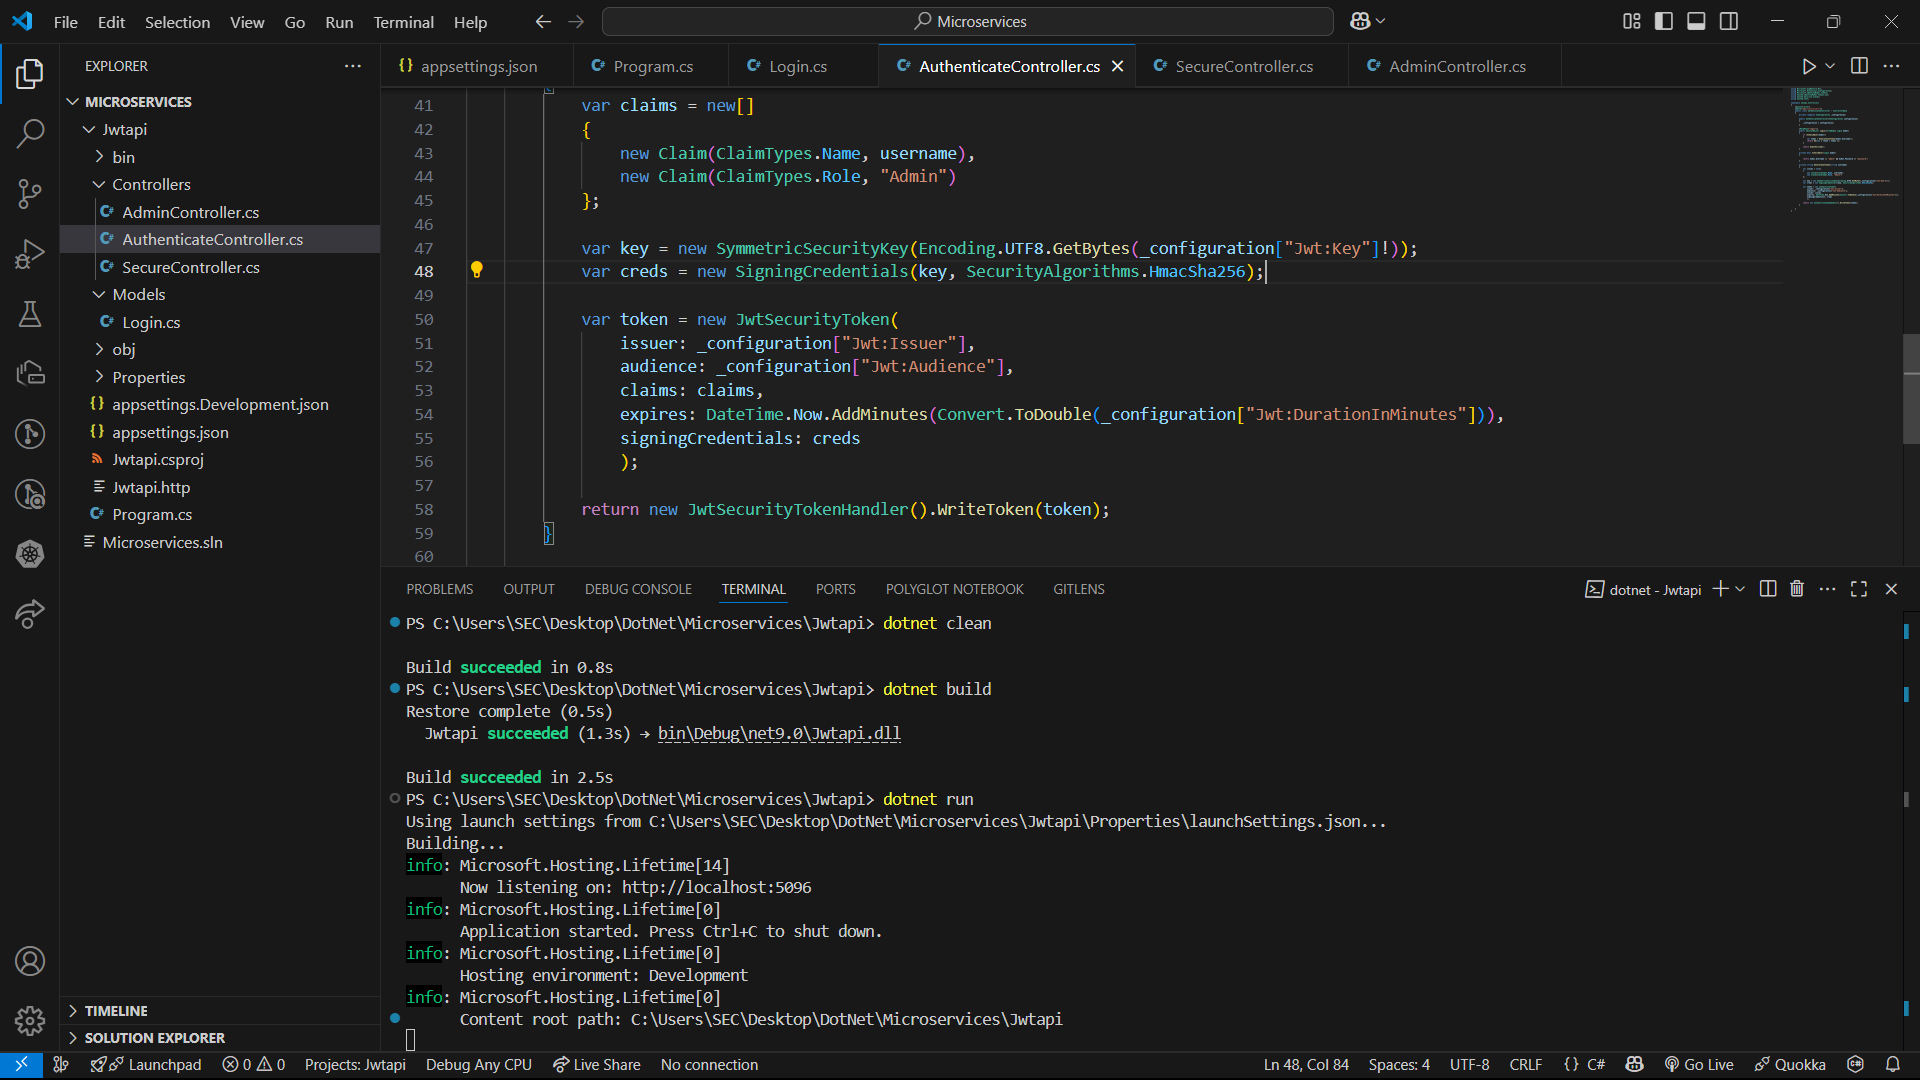 File Edit Selection View Go Run Terminal Help
Microservices
EXPLORER
MICROSERVICES
Jwtapi
bin
Controllers
AdminController.cs
AuthenticateController.cs
SecureController.cs
Models
Login.cs
obj
Properties
appsettings.Development.json
appsettings.json
Jwtapi.csproj
Jwtapi.http
Program.cs
Microservices.sln
TIMELINE
SOLUTION EXPLORER
appsettings.json Program.cs Login.cs AuthenticateController.cs SecureController.cs AdminController.cs
41 var claims = new[]
42 {
43 new Claim(ClaimTypes.Name, username),
44 new Claim(ClaimTypes.Role, "Admin")
45 };
46
47 var key = new SymmetricSecurityKey(Encoding.UTF8.GetBytes(_configuration["Jwt:Key"]!));
48 var creds = new SigningCredentials(key, SecurityAlgorithms.HmacSha256);
49
50 var token = new JwtSecurityToken(
51 issuer: _configuration["Jwt:Issuer"],
52 audience: _configuration["Jwt:Audience"],
53 claims: claims,
54 expires: DateTime.Now.AddMinutes(Convert.ToDouble(_configuration["Jwt:DurationInMinutes"])),
55 signingCredentials: creds
56 );
57
58 return new JwtSecurityTokenHandler().WriteToken(token);
59 }
60
PROBLEMS OUTPUT DEBUG CONSOLE TERMINAL PORTS POLYGLOT NOTEBOOK GITLENS
dotnet - Jwtapi
PS C:\Users\SEC\Desktop\DotNet\Microservices\Jwtapi> dotnet clean
Build succeeded in 0.8s
PS C:\Users\SEC\Desktop\DotNet\Microservices\Jwtapi> dotnet build
Restore complete (0.5s)
Jwtapi succeeded (1.3s) → bin\Debug\net9.0\Jwtapi.dll
Build succeeded in 2.5s
PS C:\Users\SEC\Desktop\DotNet\Microservices\Jwtapi> dotnet run
Using launch settings from C:\Users\SEC\Desktop\DotNet\Microservices\Jwtapi\Properties\launchSettings.json...
Building...
info: Microsoft.Hosting.Lifetime[14]
Now listening on: http://localhost:5096
info: Microsoft.Hosting.Lifetime[0]
Application started. Press Ctrl+C to shut down.
info: Microsoft.Hosting.Lifetime[0]
Hosting environment: Development
info: Microsoft.Hosting.Lifetime[0]
Content root path: C:\Users\SEC\Desktop\DotNet\Microservices\Jwtapi
Launchpad 0 0 Projects: Jwtapi Debug Any CPU Live Share No connection Ln 48, Col 84 Spaces: 4 UTF-8 CRLF {} C# Go Live Quokka